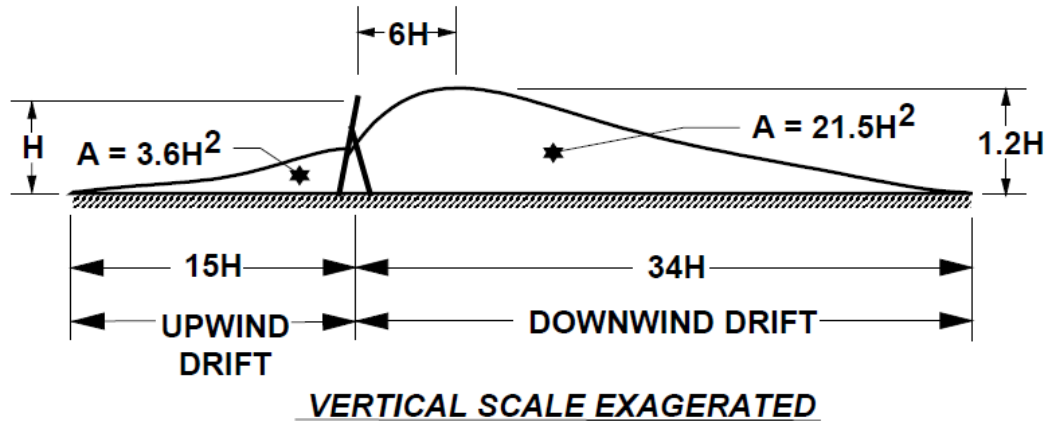 6H
H
A = 3.6H²
A = 21.5H²
1.2H
15H
34H
UPWIND
DRIFT
DOWNWIND DRIFT
VERTICAL SCALE EXAGERATED